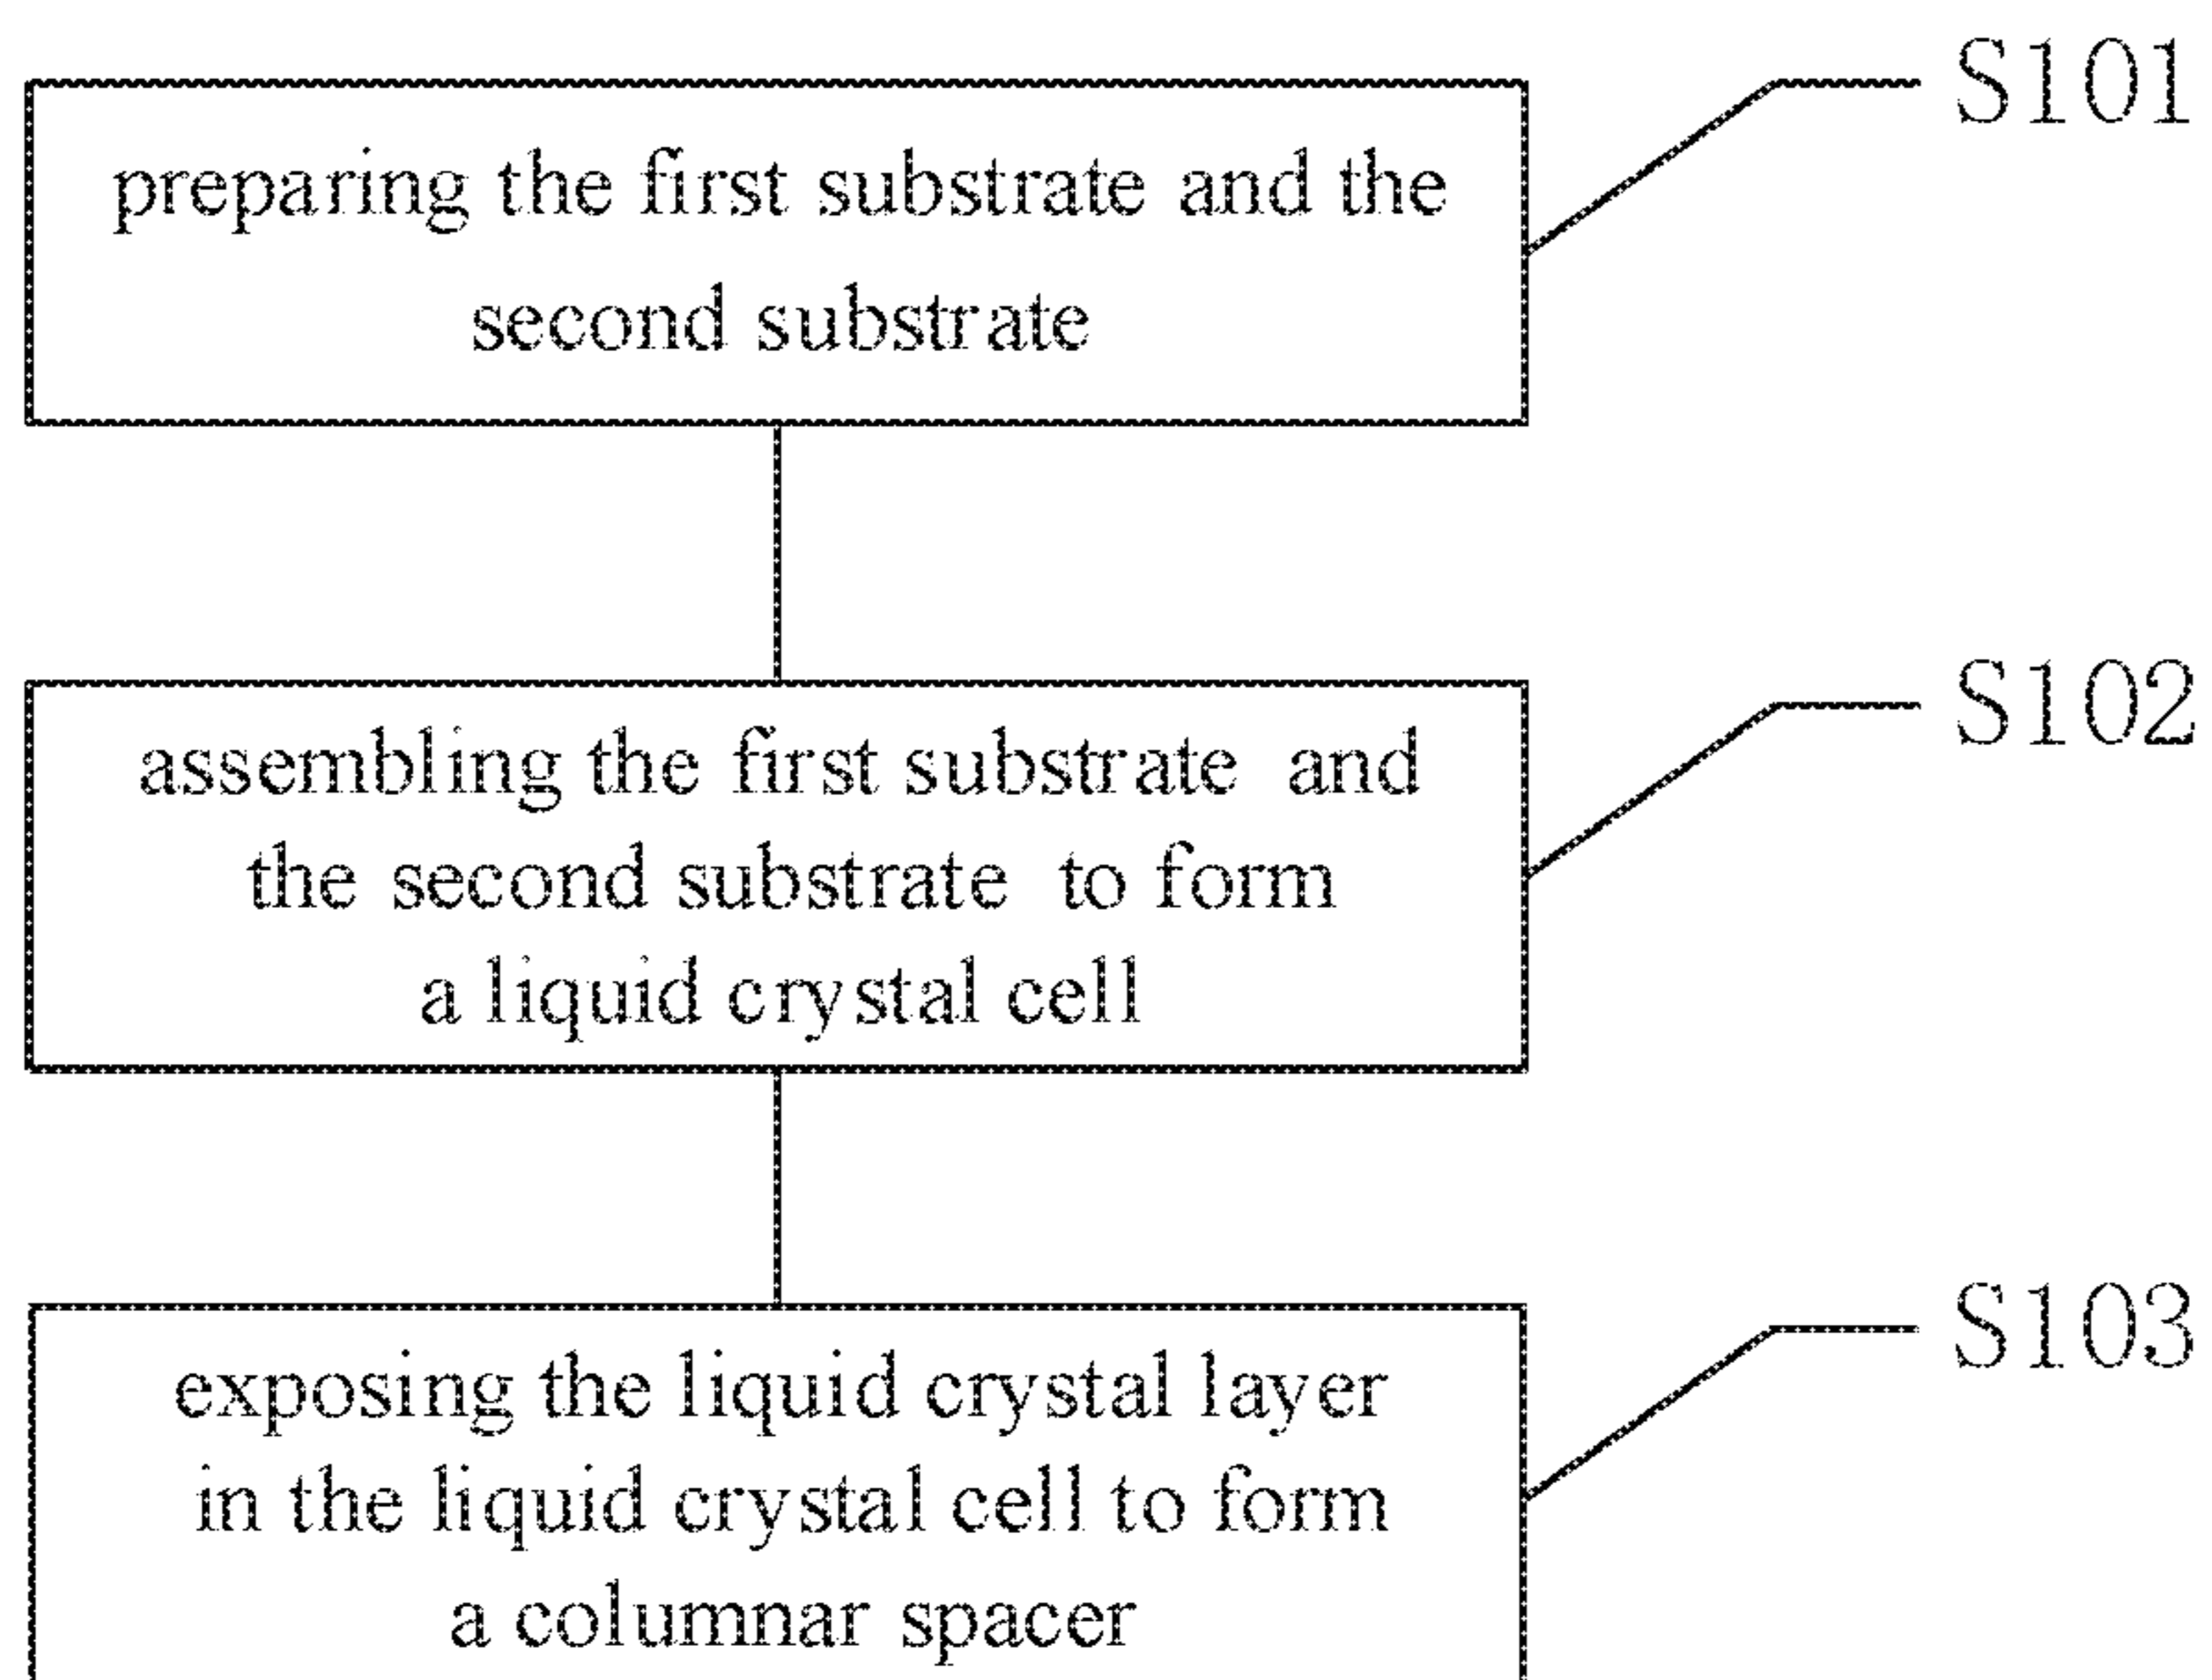 S101
preparing the first substrate and the
second substrate
S102
assembling the first substrate and
the second substrate to form
a liquid crystal cell
S103
exposing the liquid crystal layer
in the liquid crystal cell to form
a columnar spacer